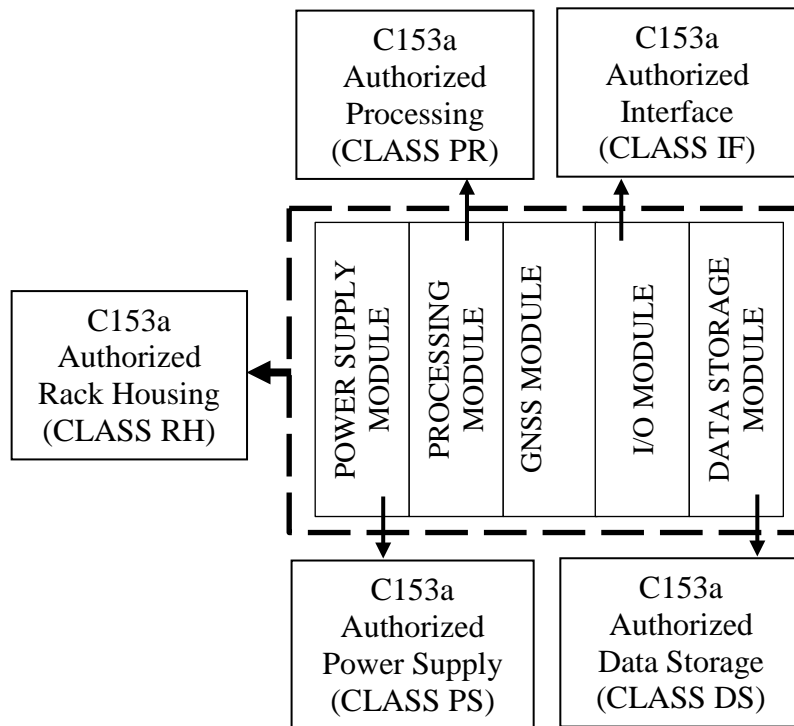 C153a
Authorized
Processing
(CLASS PR)
C153a
Authorized
Interface
(CLASS IF)
C153a
Authorized
Rack Housing
(CLASS RH)
POWER SUPPLY
MODULE
PROCESSING
MODULE
GNSS MODULE
I/O MODULE
DATA STORAGE
MODULE
C153a
Authorized
Power Supply
(CLASS PS)
C153a
Authorized
Data Storage
(CLASS DS)